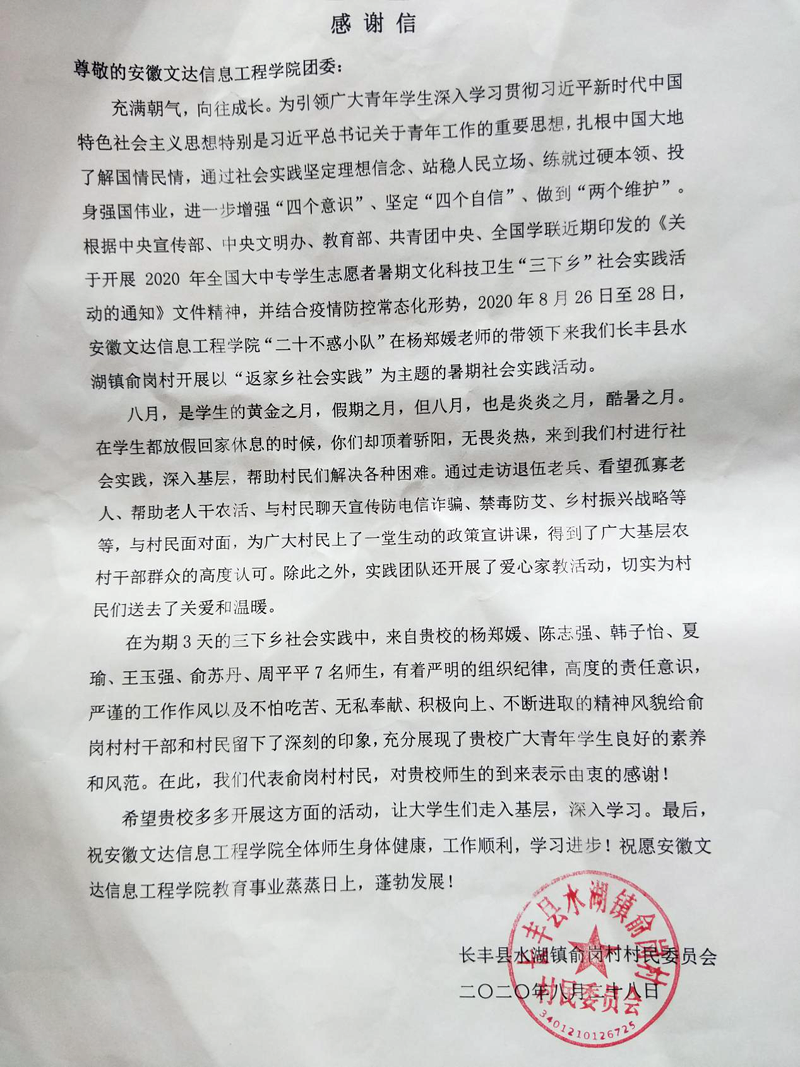 感谢信
尊敬的安徽文达信息工程学院团委：
充满朝气，向往成长。为引领广大青年学生深入学习贯彻习近平新时代中国
特色社会主义思想特别是习近平总书记关于青年工作的重要思想，扎根中国大地
了解国情民情，通过社会实践坚定理想信念、站稳人民立场、练就过硬本领、投
身强国伟业，进一步增强“四个意识”、坚定“四个自信”、做到“两个维护”。
根据中央宣传部、中央文明办、教育部、共青团中央、全国学联近期印发的《关
于开展 2020 年全国大中专学生志愿者暑期文化科技卫生“三下乡”社会实践活
动的通知》文件精神，并结合疫情防控常态化形势，2020 年 8 月 26 日至 28 日，
安徽文达信息工程学院“二十不惑小队”在杨郑媛老师的带领下来我们长丰县水
湖镇俞岗村开展以“返家乡社会实践”为主题的暑期社会实践活动。
八月，是学生的黄金之月，假期之月，但八月，也是炎炎之月，酷暑之月。
在学生都放假回家休息的时候，你们却顶着骄阳，无畏炎热，来到我们村进行社
会实践，深入基层，帮助村民们解决各种困难。通过走访退伍老兵、看望孤寡老
人、帮助老人干农活、与村民聊天宣传防电信诈骗、禁毒防艾、乡村振兴战略等
等，与村民面对面，为广大村民上了一堂生动的政策宣讲课，得到了广大基层农
村干部群众的高度认可。除此之外，实践团队还开展了爱心家教活动，切实为村
民们送去了关爱和温暖。
在为期 3 天的三下乡社会实践中，来自贵校的杨郑媛、陈志强、韩子怡、夏
瑜、王玉强、俞苏丹、周平平 7 名师生，有着严明的组织纪律，高度的责任意识，
严谨的工作作风以及不怕吃苦、无私奉献、积极向上、不断进取的精神风貌给俞
岗村村干部和村民留下了深刻的印象，充分展现了贵校广大青年学生良好的素养
和风范。在此，我们代表俞岗村村民，对贵校师生的到来表示由衷的感谢！
希望贵校多多开展这方面的活动，让大学生们走入基层，深入学习。最后，
祝安徽文达信息工程学院全体师生身体健康，工作顺利，学习进步！祝愿安徽文
达信息工程学院教育事业蒸蒸日上，蓬勃发展！
长丰县水湖镇俞岗村村民委员会
二〇二〇年八月二十八日
长丰县水湖镇俞岗村
村民委员会
3401210126725